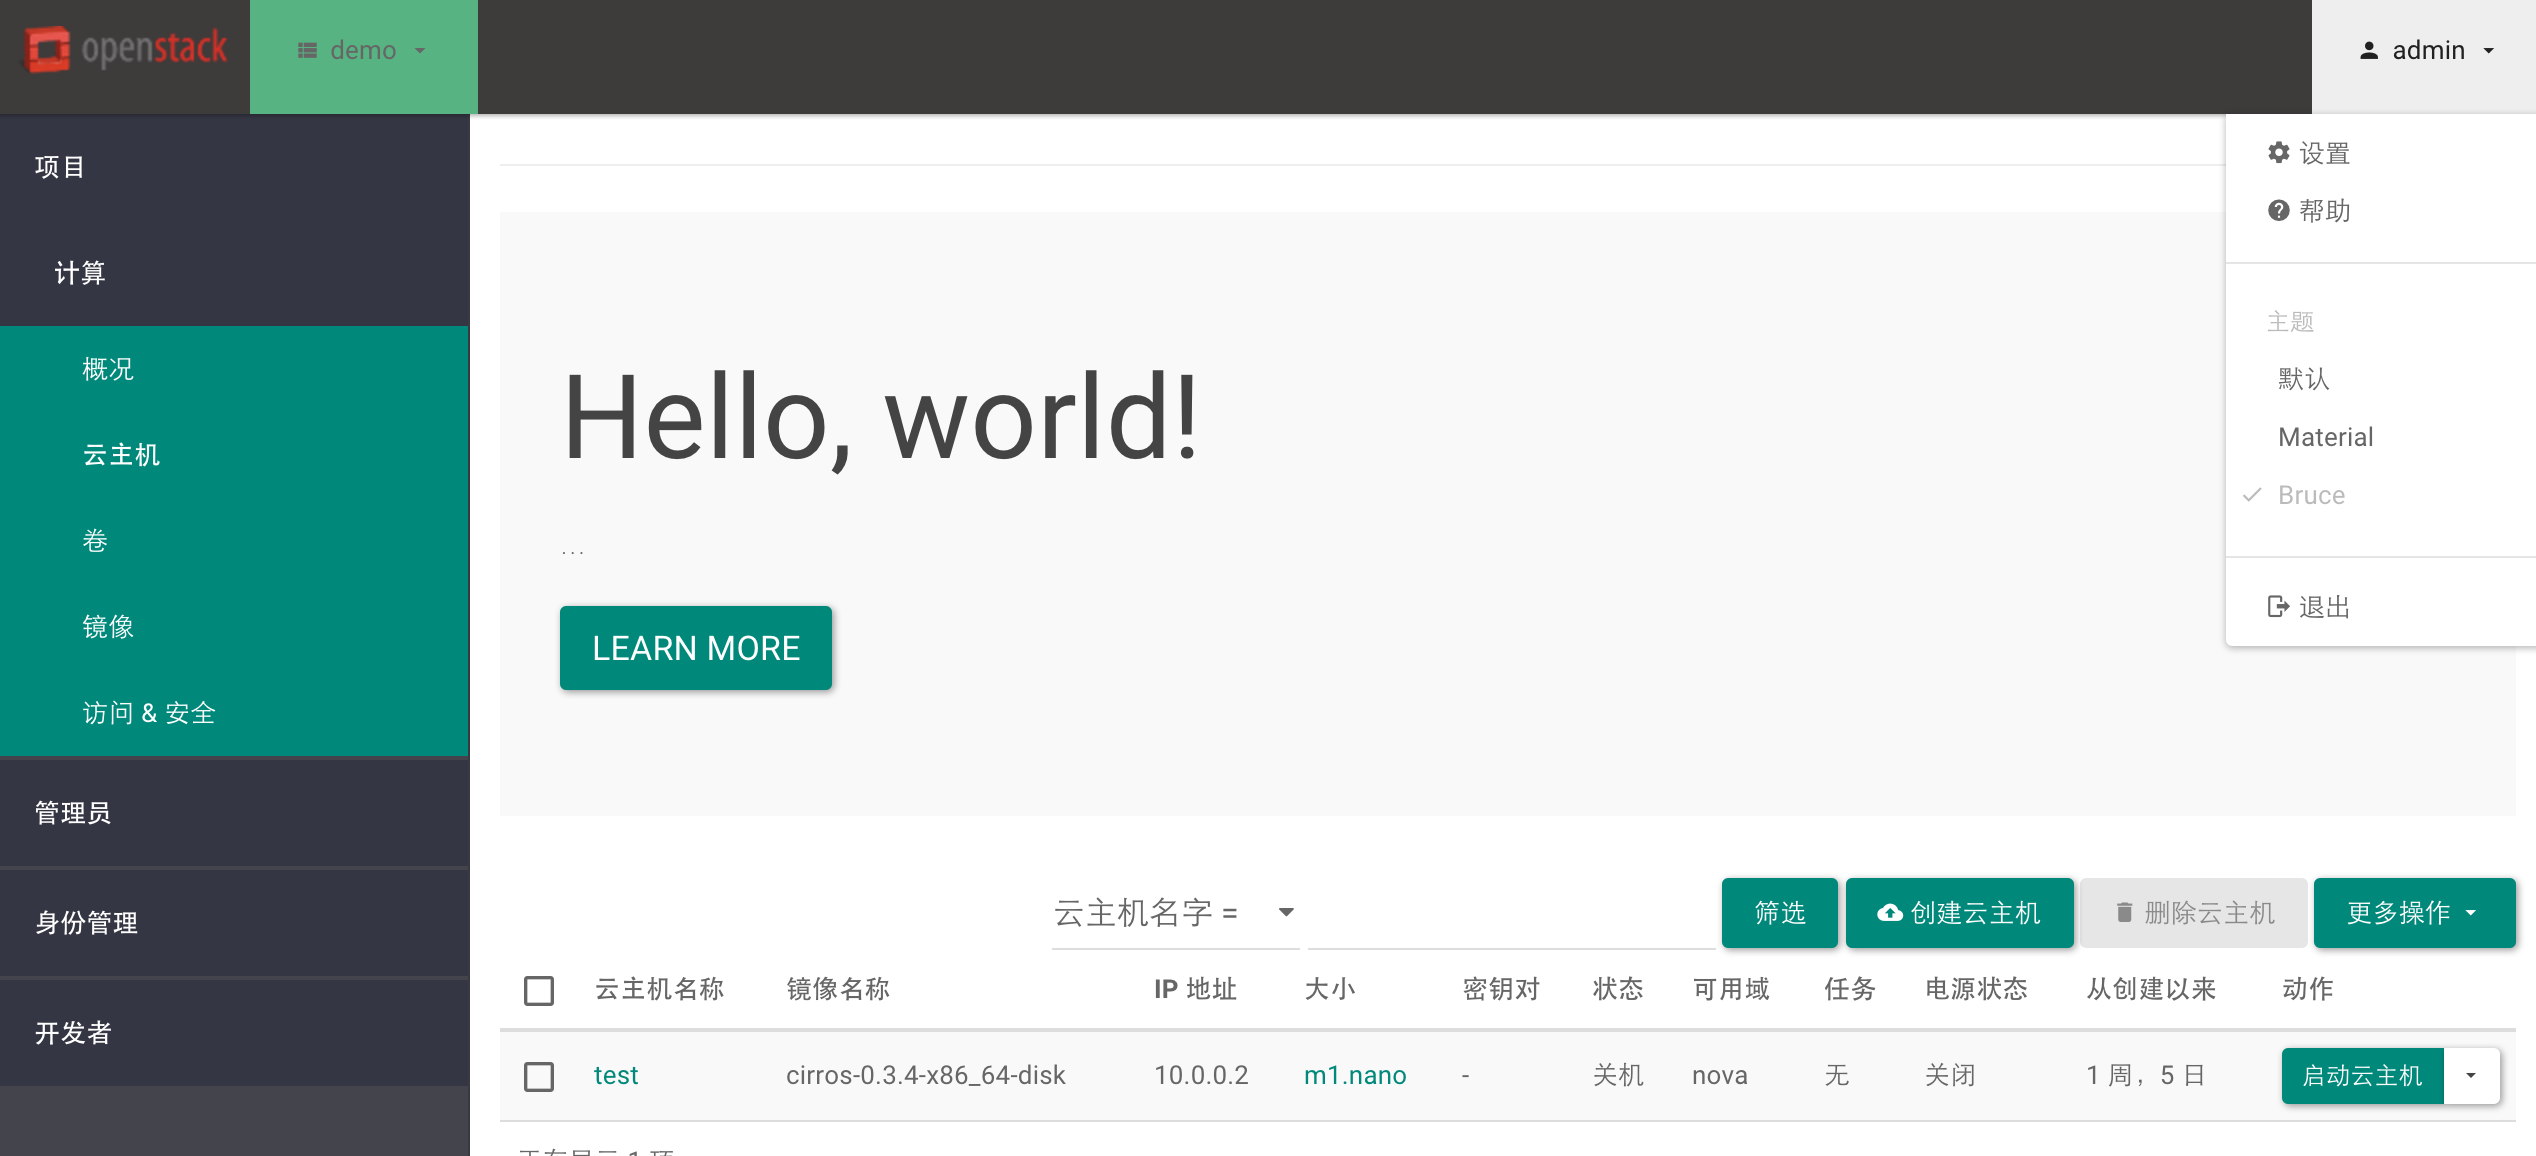 openstack
demo
admin
设置
帮助
主题
默认
Material
Bruce
退出
项目
计算
概况
云主机
卷
镜像
访问 & 安全
管理员
身份管理
开发者
Hello, world!
...
LEARN MORE
云主机名字 =
筛选
创建云主机
删除云主机
更多操作
云主机名称 镜像名称 IP 地址 大小 密钥对 状态 可用域 任务 电源状态 从创建以来 动作
test cirros-0.3.4-x86_64-disk 10.0.0.2 m1.nano - 关机 nova 无 关闭 1 周，5 日 启动云主机
正在显示 1 项